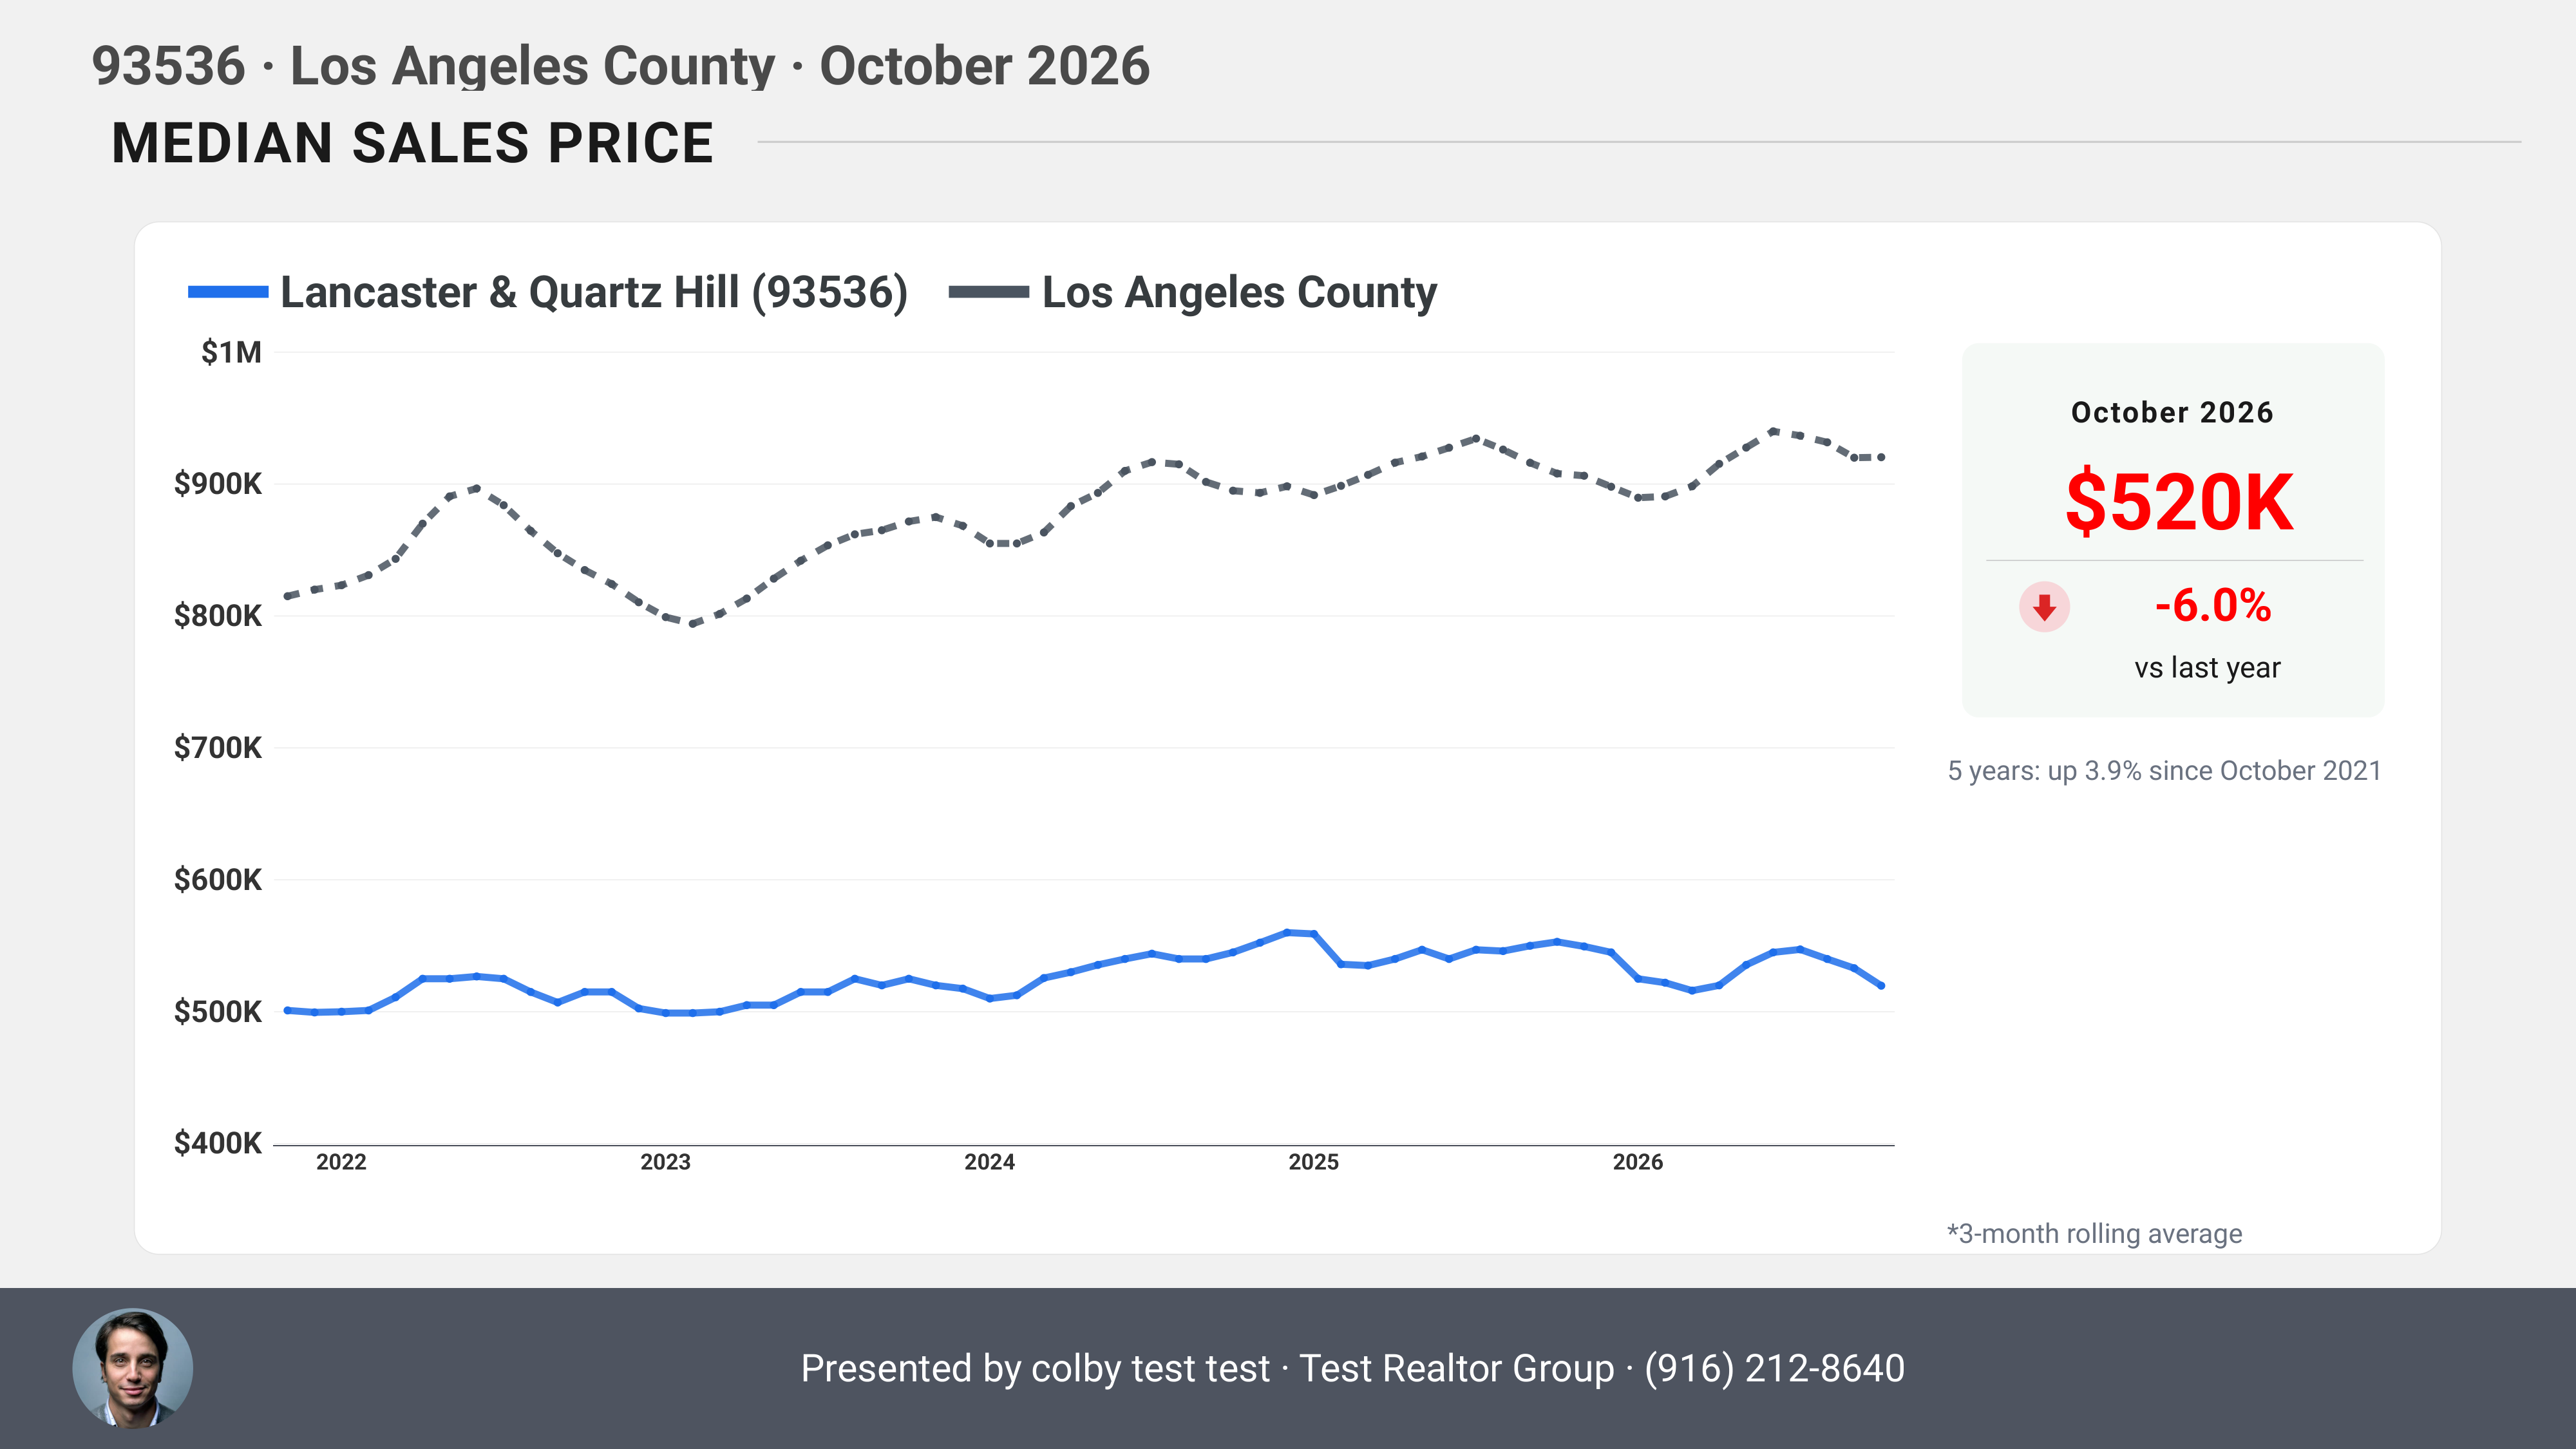 93536 · Los Angeles County · October 2026
MEDIAN SALES PRICE
Lancaster & Quartz Hill (93536) Los Angeles County
$1M
$900K
$800K
$700K
$600K
$500K
$400K
2022 2023 2024 2025 2026
October 2026
$520K
-6.0%
vs last year
5 years: up 3.9% since October 2021
*3-month rolling average
Presented by colby test test · Test Realtor Group · (916) 212-8640